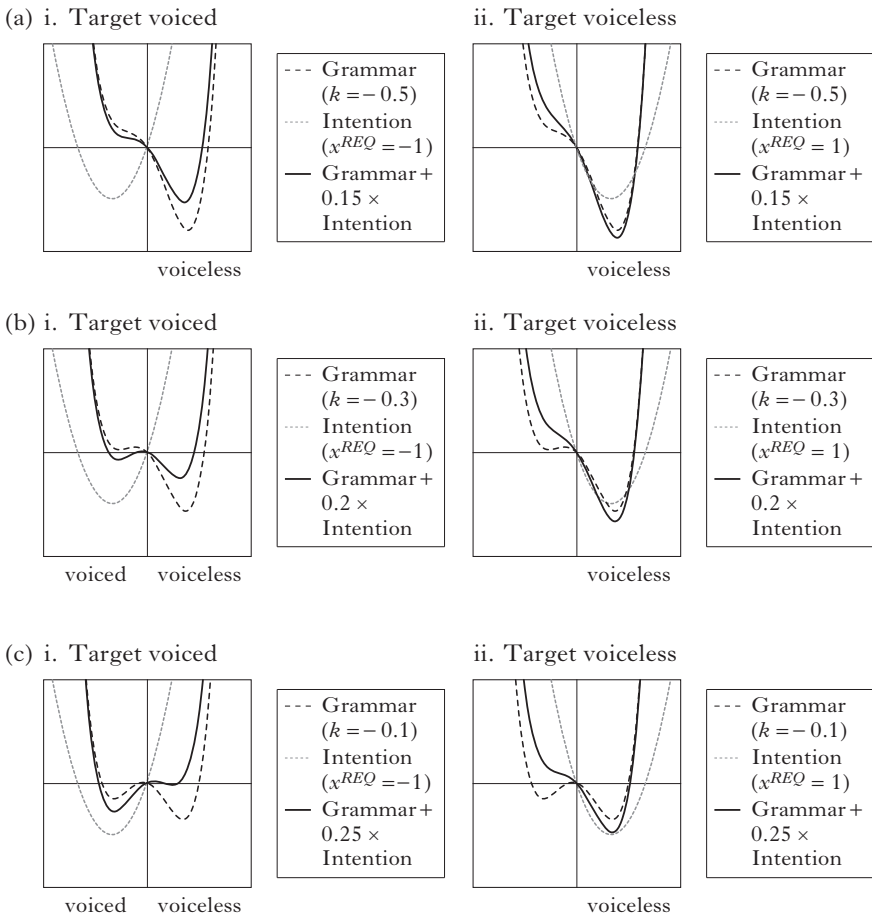 (a) i. Target voiced
Grammar
(k = − 0.5)
Intention
(x^REQ = −1)
Grammar +
0.15 ×
Intention
voiceless
ii. Target voiceless
Grammar
(k = − 0.5)
Intention
(x^REQ = 1)
Grammar +
0.15 ×
Intention
voiceless
(b) i. Target voiced
Grammar
(k = − 0.3)
Intention
(x^REQ = −1)
Grammar +
0.2 ×
Intention
voiced voiceless
ii. Target voiceless
Grammar
(k = − 0.3)
Intention
(x^REQ = 1)
Grammar +
0.2 ×
Intention
voiceless
(c) i. Target voiced
Grammar
(k = − 0.1)
Intention
(x^REQ = −1)
Grammar +
0.25 ×
Intention
voiced voiceless
ii. Target voiceless
Grammar
(k = − 0.1)
Intention
(x^REQ = 1)
Grammar +
0.25 ×
Intention
voiceless